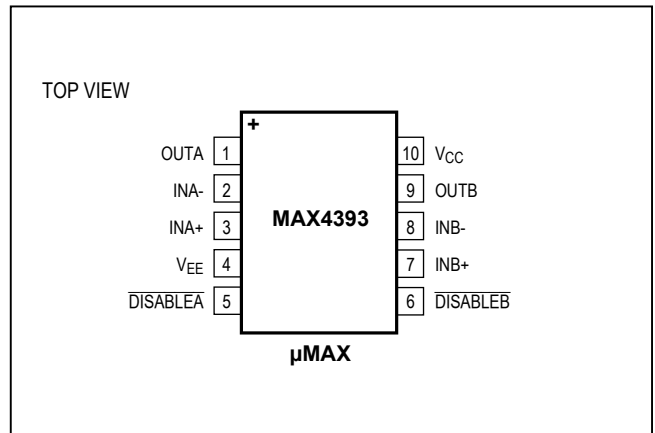 TOP VIEW
+
OUTA 1
INA- 2
INA+ 3
VEE 4
DISABLEA 5
MAX4393
10 VCC
9 OUTB
8 INB-
7 INB+
6 DISABLEB
μMAX